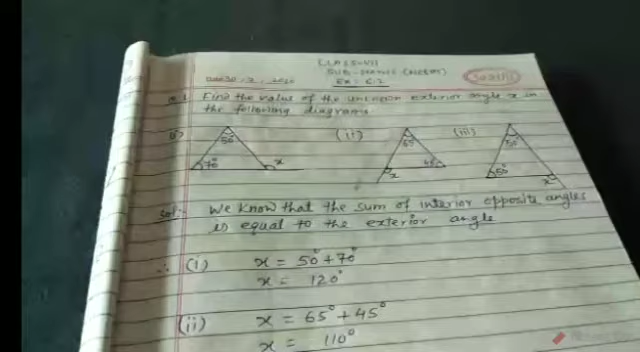 CLASS-VII
SUB-MATHS (NCERT)
EX: 6.2
Saathi
Q.1 Find the value of the unknown exterior angle x in
the following diagrams
(i) 50° 70° x
(ii) 65° 45° x
(iii) 50° 50° x
Sol:- We know that the sum of interior opposite angles
is equal to the exterior angle
∴ (i) x = 50° + 70°
x = 120°
(ii) x = 65° + 45°
x = 110°